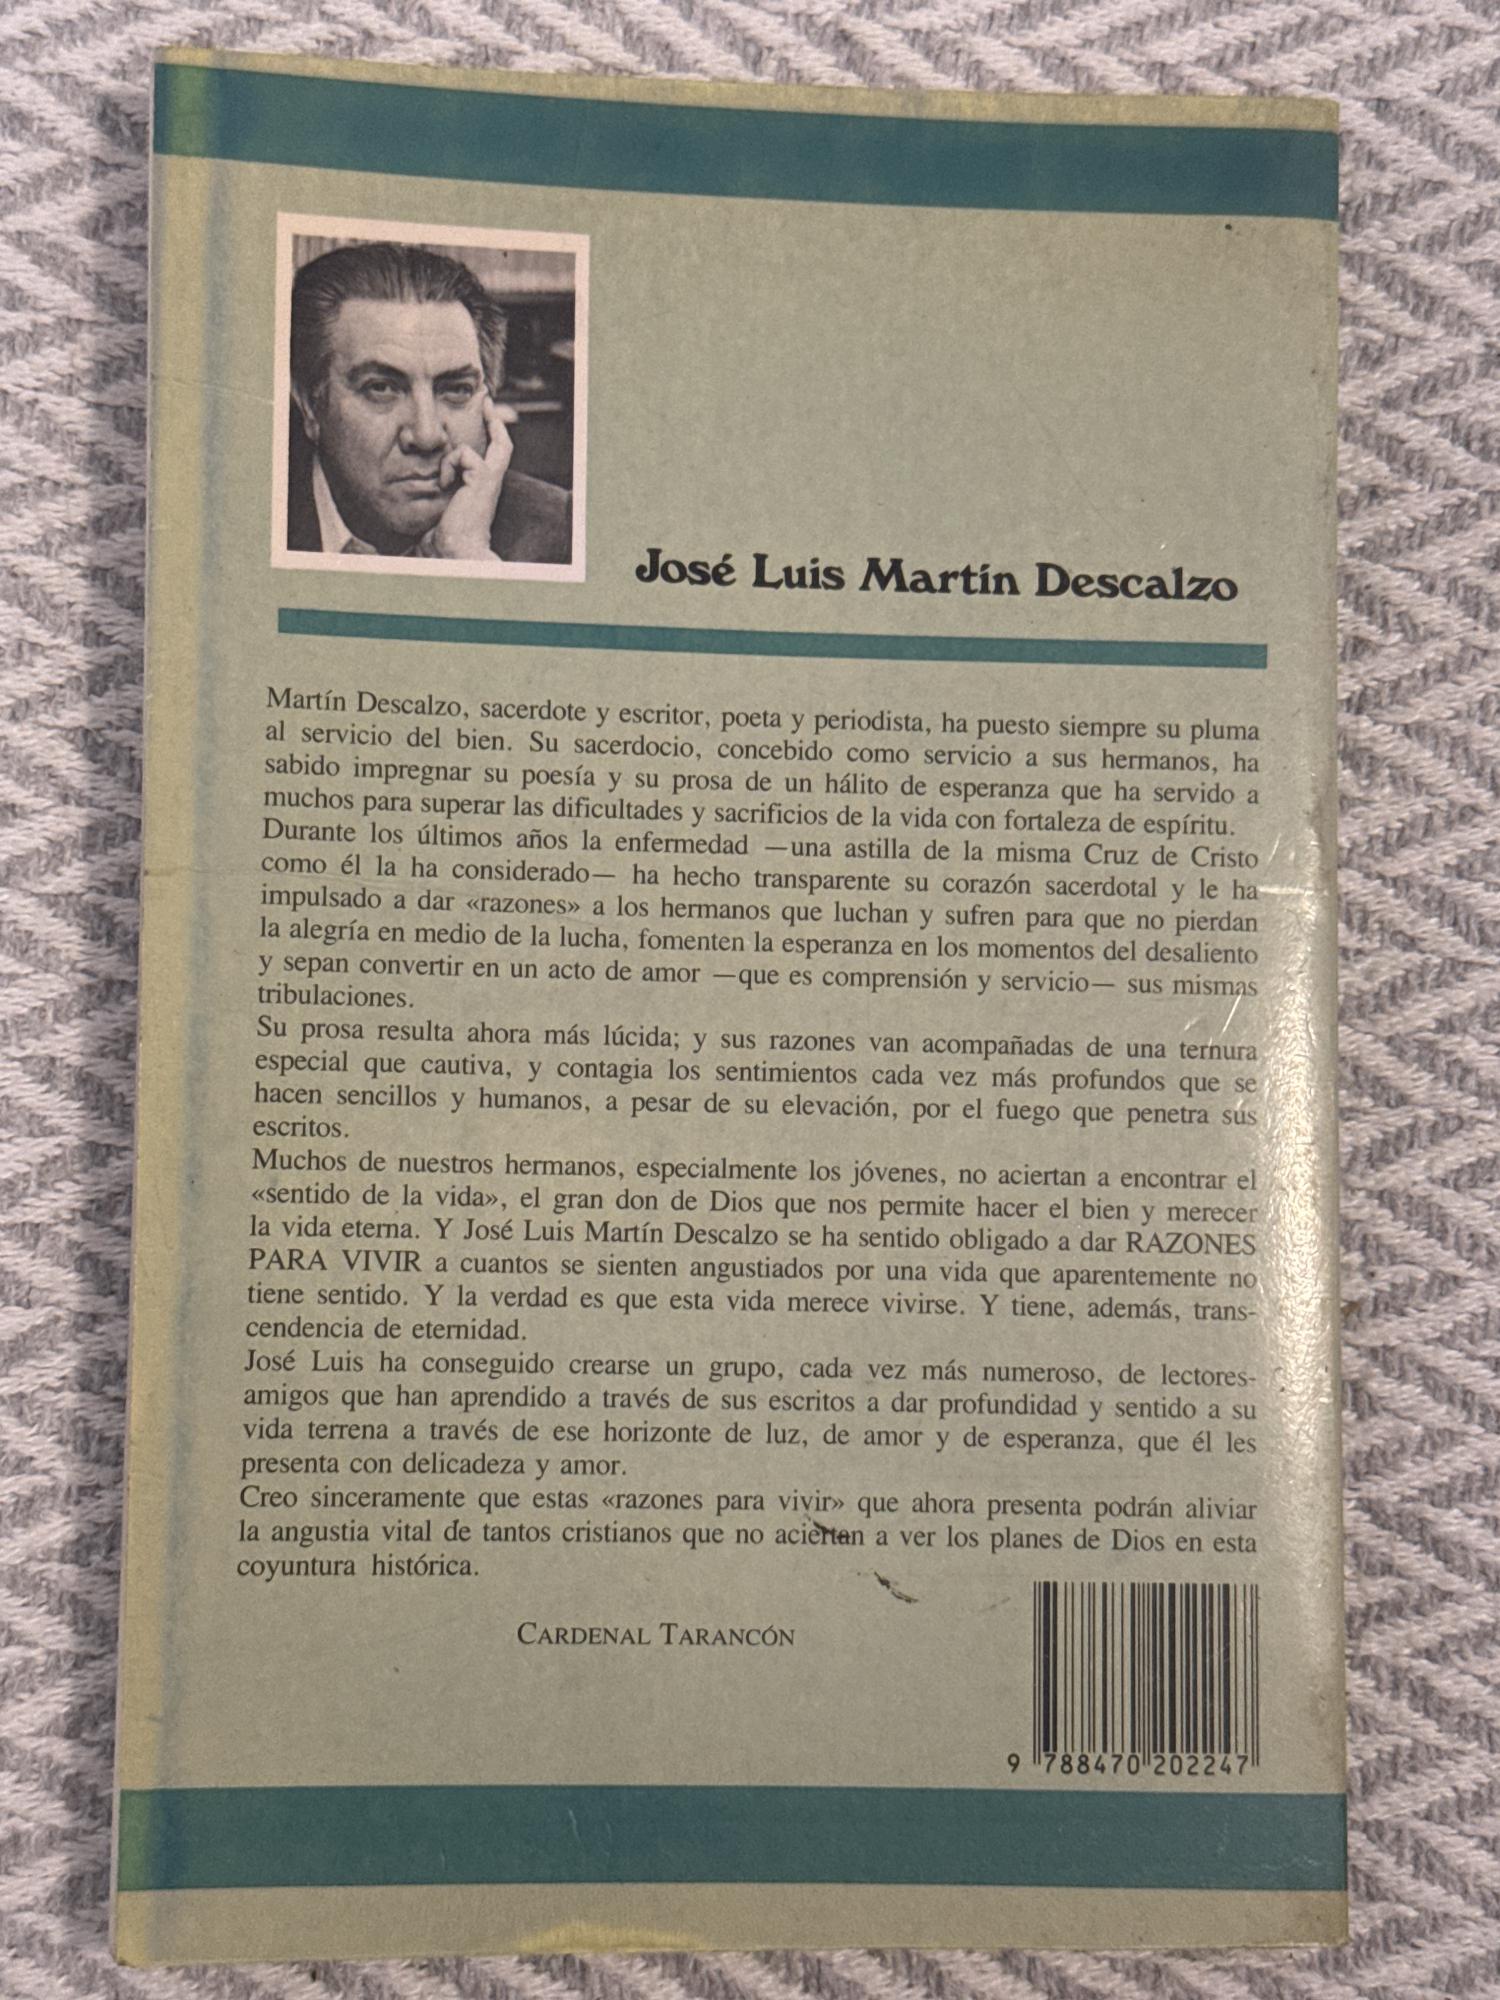 José Luis Martín Descalzo
Martín Descalzo, sacerdote y escritor, poeta y periodista, ha puesto siempre su pluma
al servicio del bien. Su sacerdocio, concebido como servicio a sus hermanos, ha
sabido impregnar su poesía y su prosa de un hálito de esperanza que ha servido a
muchos para superar las dificultades y sacrificios de la vida con fortaleza de espíritu.
Durante los últimos años la enfermedad —una astilla de la misma Cruz de Cristo
como él la ha considerado— ha hecho transparente su corazón sacerdotal y le ha
impulsado a dar «razones» a los hermanos que luchan y sufren para que no pierdan
la alegría en medio de la lucha, fomenten la esperanza en los momentos del desaliento
y sepan convertir en un acto de amor —que es comprensión y servicio— sus mismas
tribulaciones.
Su prosa resulta ahora más lúcida; y sus razones van acompañadas de una ternura
especial que cautiva, y contagia los sentimientos cada vez más profundos que se
hacen sencillos y humanos, a pesar de su elevación, por el fuego que penetra sus
escritos.
Muchos de nuestros hermanos, especialmente los jóvenes, no aciertan a encontrar el
«sentido de la vida», el gran don de Dios que nos permite hacer el bien y merecer
la vida eterna. Y José Luis Martín Descalzo se ha sentido obligado a dar RAZONES
PARA VIVIR a cuantos se sienten angustiados por una vida que aparentemente no
tiene sentido. Y la verdad es que esta vida merece vivirse. Y tiene, además, trans-
cendencia de eternidad.
José Luis ha conseguido crearse un grupo, cada vez más numeroso, de lectores-
amigos que han aprendido a través de sus escritos a dar profundidad y sentido a su
vida terrena a través de ese horizonte de luz, de amor y de esperanza, que él les
presenta con delicadeza y amor.
Creo sinceramente que estas «razones para vivir» que ahora presenta podrán aliviar
la angustia vital de tantos cristianos que no aciertan a ver los planes de Dios en esta
coyuntura histórica.
CARDENAL TARANCÓN
9 788470 202247